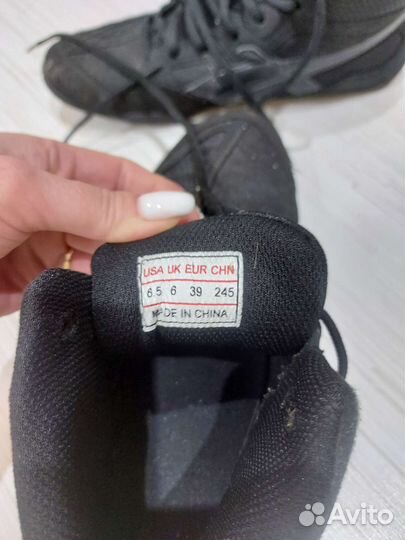 USA UK EUR CHN
6.5 6 39 245
MADE IN CHINA
Avito